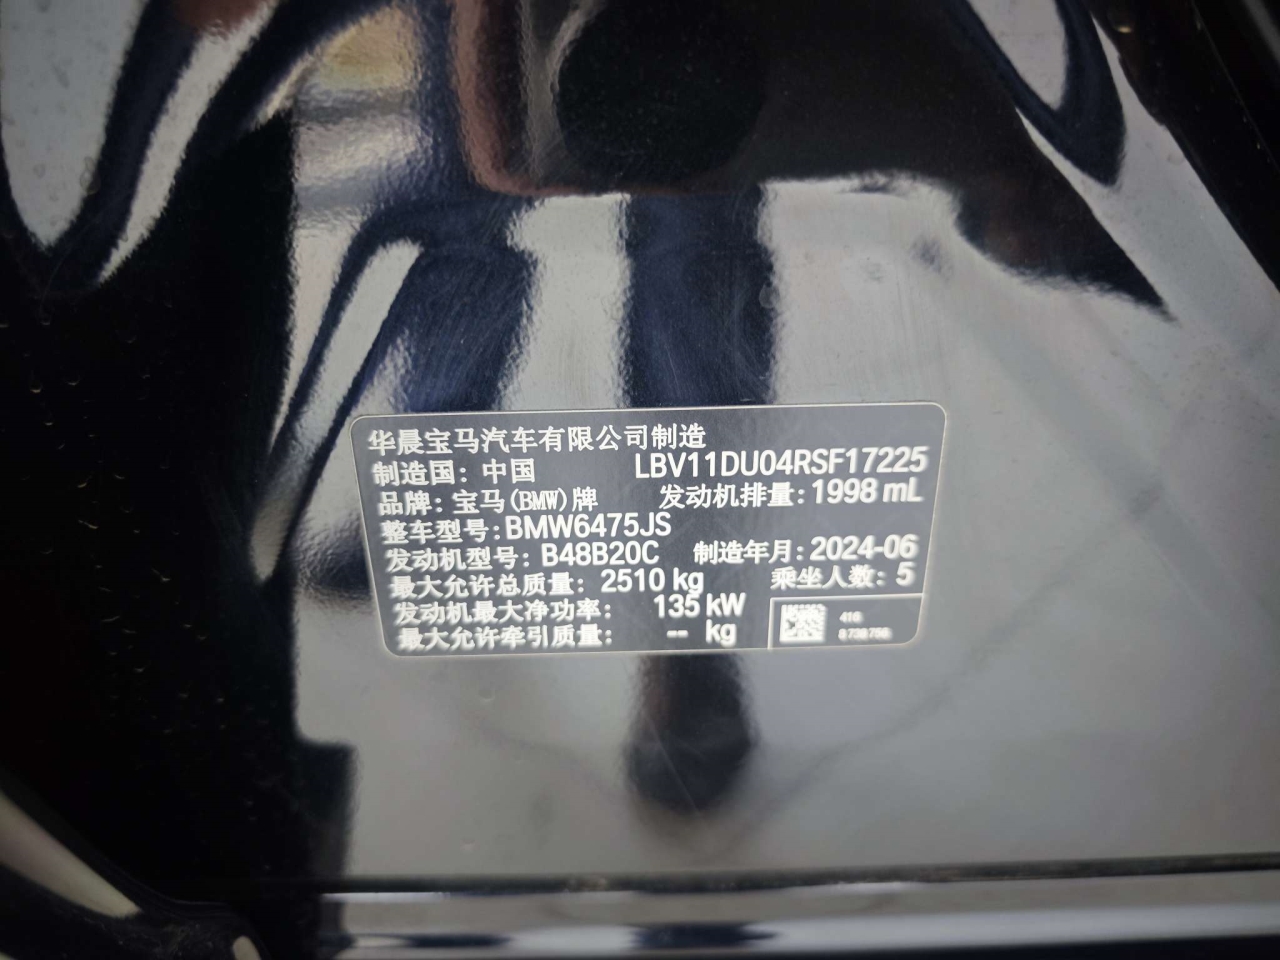 华晨宝马汽车有限公司制造
制造国: 中国 LBV11DU04RSF17225
品牌: 宝马(BMW)牌 发动机排量: 1998 mL
整车型号: BMW6475JS
发动机型号: B48B20C 制造年月: 2024-06
最大允许总质量: 2510 kg 乘坐人数: 5
发动机最大净功率: 135 kW
最大允许牵引质量: -- kg
416
8738756